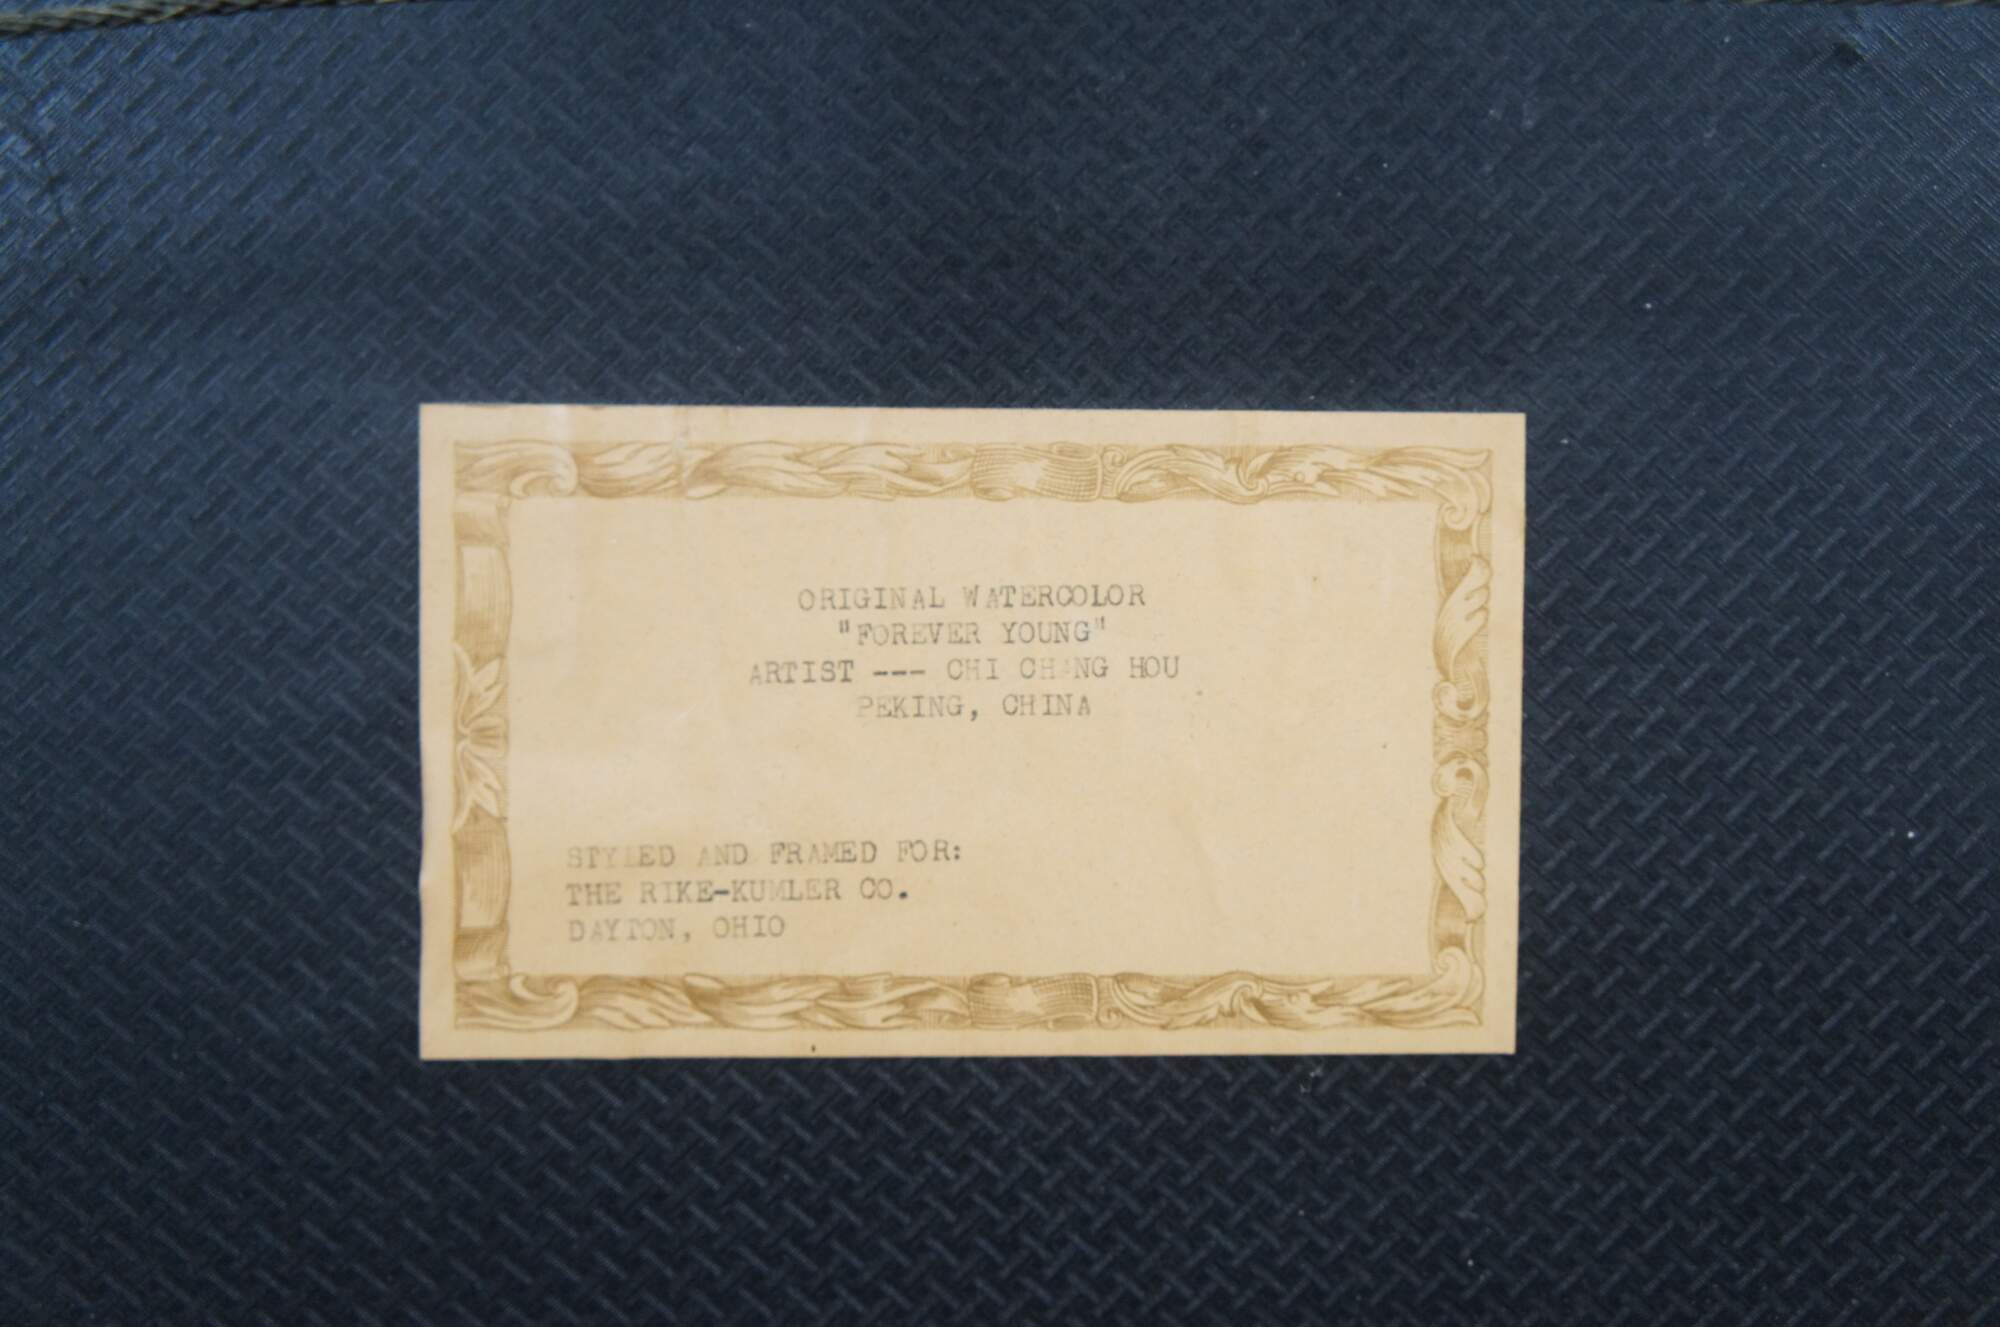 ORIGINAL WATERCOLOR
"FOREVER YOUNG"
ARTIST --- CHI CHANG HOU
PEKING, CHINA
STYLED AND FRAMED FOR:
THE RIKE-KUMLER CO.
DAYTON, OHIO